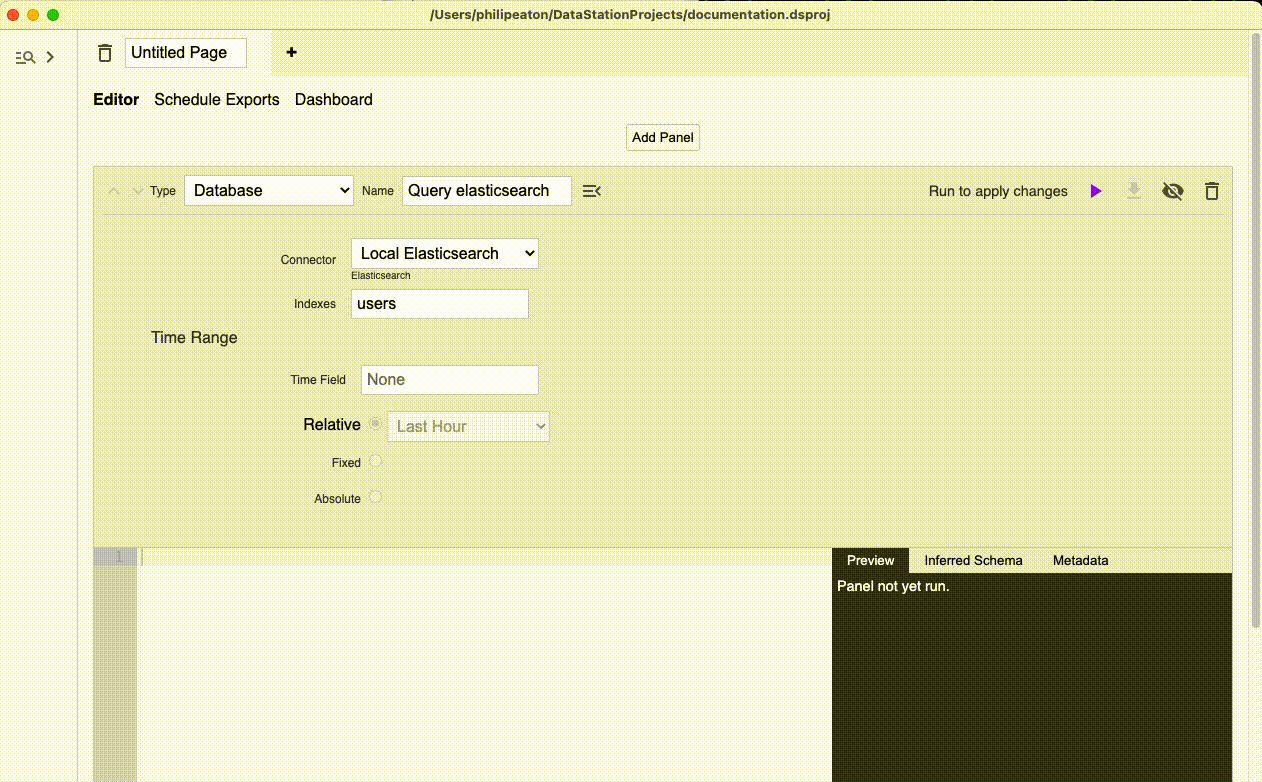 /Users/philipeaton/DataStationProjects/documentation.dsproj
Untitled Page +
Editor Schedule Exports Dashboard
Add Panel
Type Database Name Query elasticsearch Run to apply changes
Connector Local Elasticsearch
Elasticsearch
Indexes users
Time Range
Time Field None
Relative Last Hour
Fixed
Absolute
1
Preview Inferred Schema Metadata
Panel not yet run.